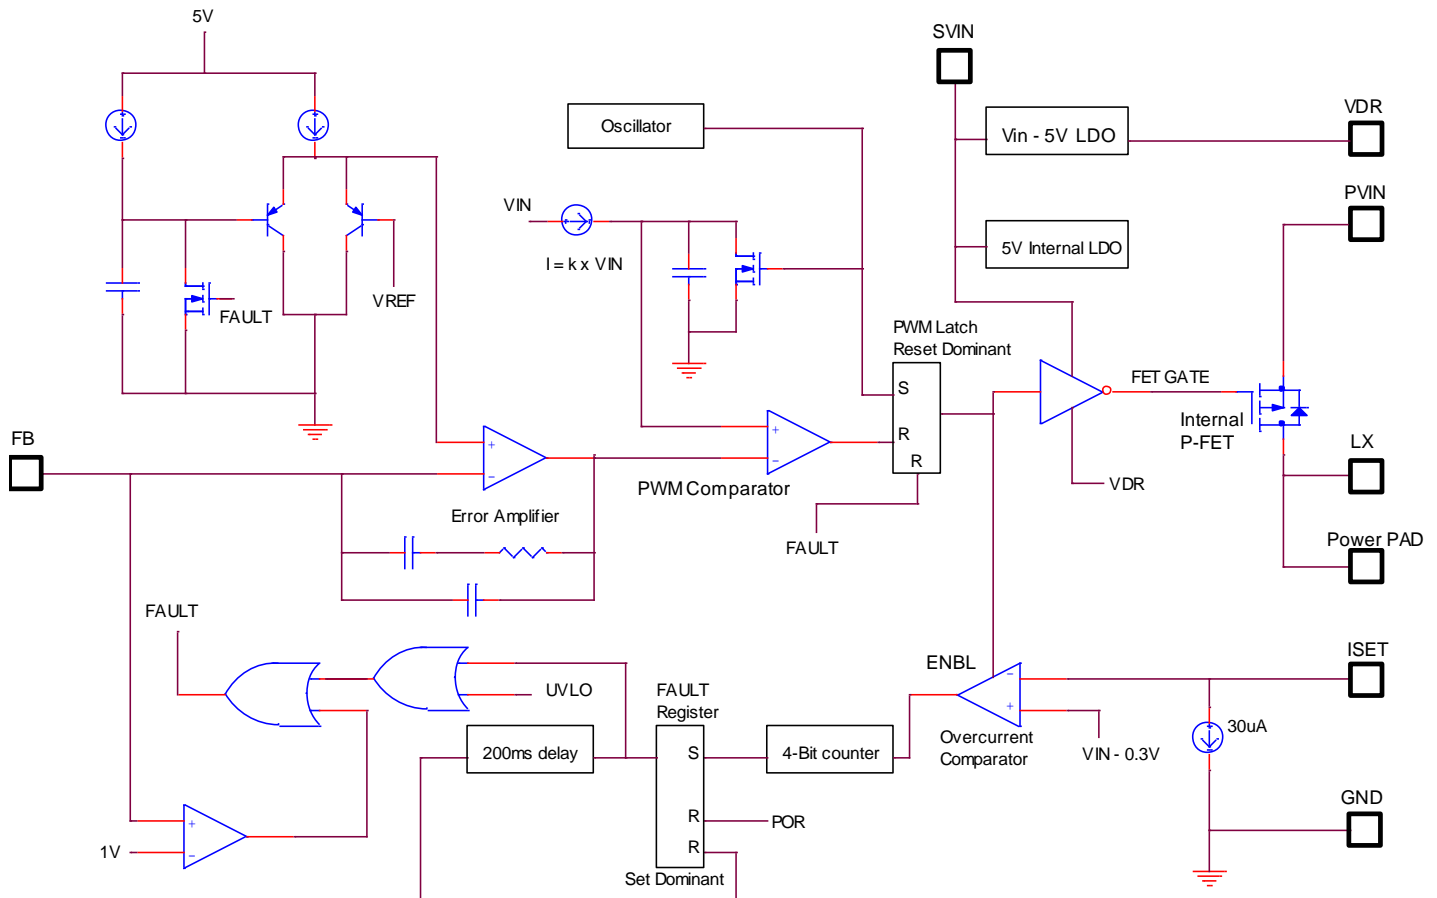 5V
SVIN
VDR
Oscillator
Vin - 5V LDO
PVIN
VIN
I = k x VIN
5V Internal LDO
VREF
FAULT
PWM Latch
Reset Dominant
S
R
R
FET GATE
Internal
P-FET
LX
FB
+
−
Error Amplifier
+
−
PWM Comparator
FAULT
VDR
Power PAD
FAULT
UVLO
FAULT
Register
ENBL
−
+
Overcurrent
Comparator
VIN - 0.3V
ISET
30uA
200ms delay
S
R
R
4-Bit counter
POR
GND
1V
+
−
Set Dominant